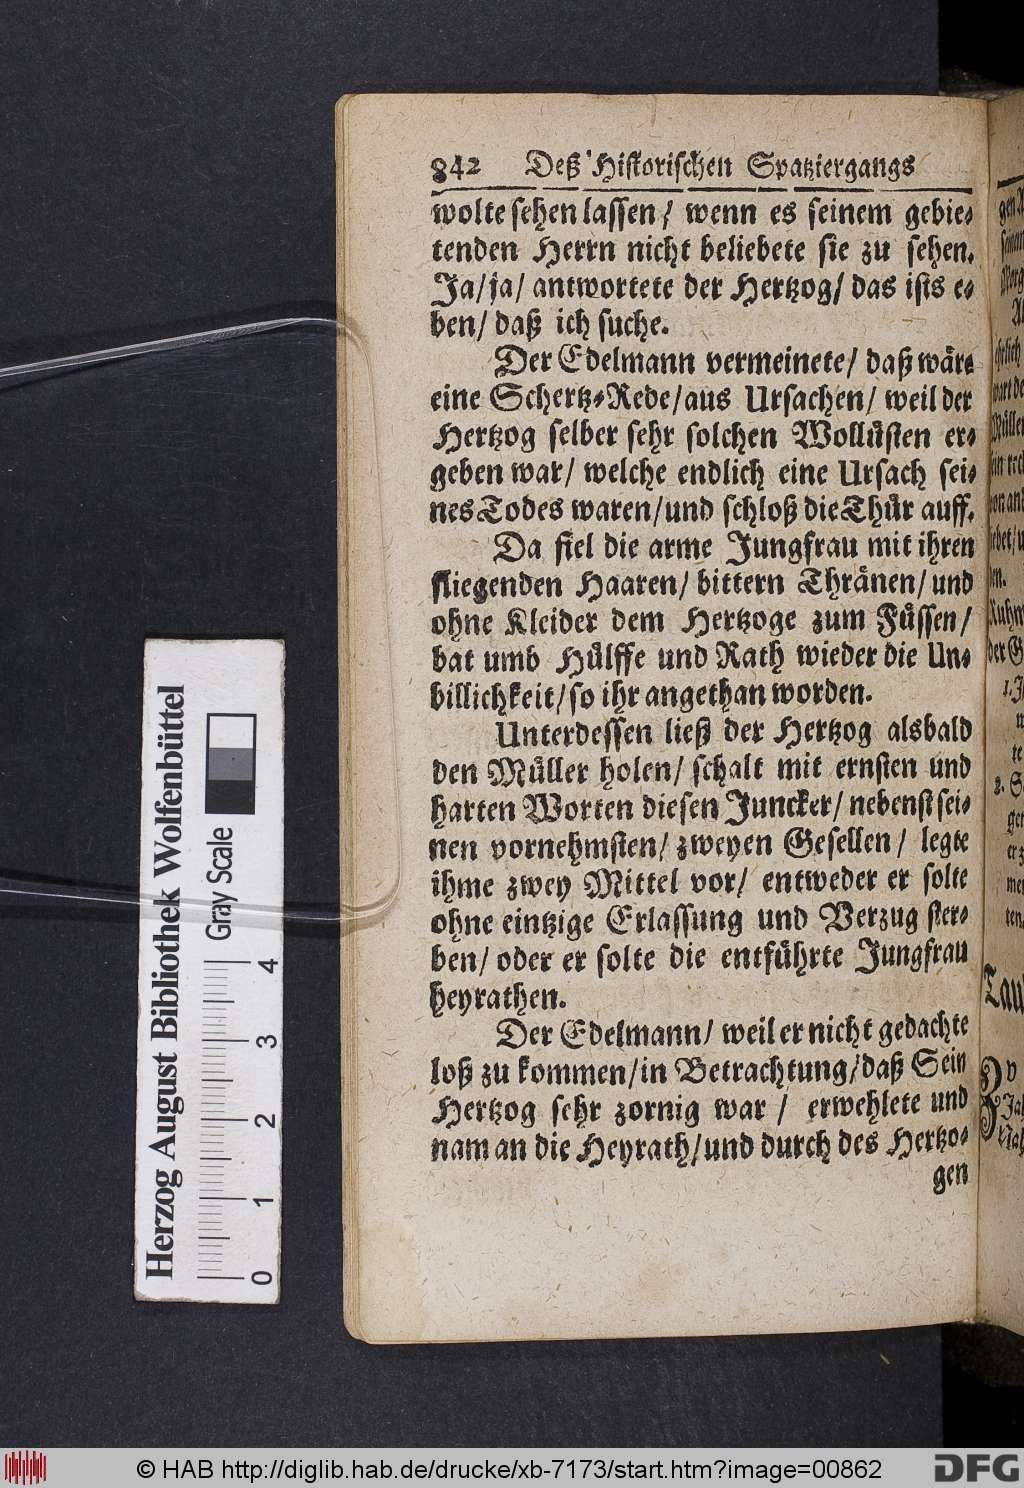 842 Deß Historischen Spatziergangs
wolte sehen lassen / wenn es seinem gebie-
tenden Herrn nicht beliebete sie zu sehen.
Ja / ja / antwortete der Hertzog / das ists e-
ben / daß ich suche.
Der Edelmann vermeinete / daß wäre
eine Schertz-Rede / aus Ursachen / weil der
Hertzog selber sehr solchen Wollüsten er-
geben war / welche endlich eine Ursach sei-
nes Todes waren / und schloß die Thür auff.
Da fiel die arme Jungfrau mit ihren
fliegenden Haaren / bittern Thränen / und
ohne Kleider dem Hertzoge zum Füssen /
bat umb Hülffe und Rath wieder die Un-
billichkeit / so ihr angethan worden.
Unterdessen ließ der Hertzog alsbald
den Müller holen / schalt mit ernsten und
harten Worten diesen Juncker / nebenst sei-
nen vornehmsten / zweyen Gesellen / legte
ihme zwey Mittel vor / entweder er solte
ohne eintzige Erlassung und Verzug ster-
ben / oder er solte die entführte Jungfrau
heyrathen.
Der Edelmann / weil er nicht gedachte
loß zu kommen / in Betrachtung / daß Sein
Hertzog sehr zornig war / erwehlete und
nam an die Heyrath / und durch des Hertzo-
gen
Herzog August Bibliothek Wolfenbüttel
Gray Scale
0 1 2 3 4
© HAB http://diglib.hab.de/drucke/xb-7173/start.htm?image=00862
DFG